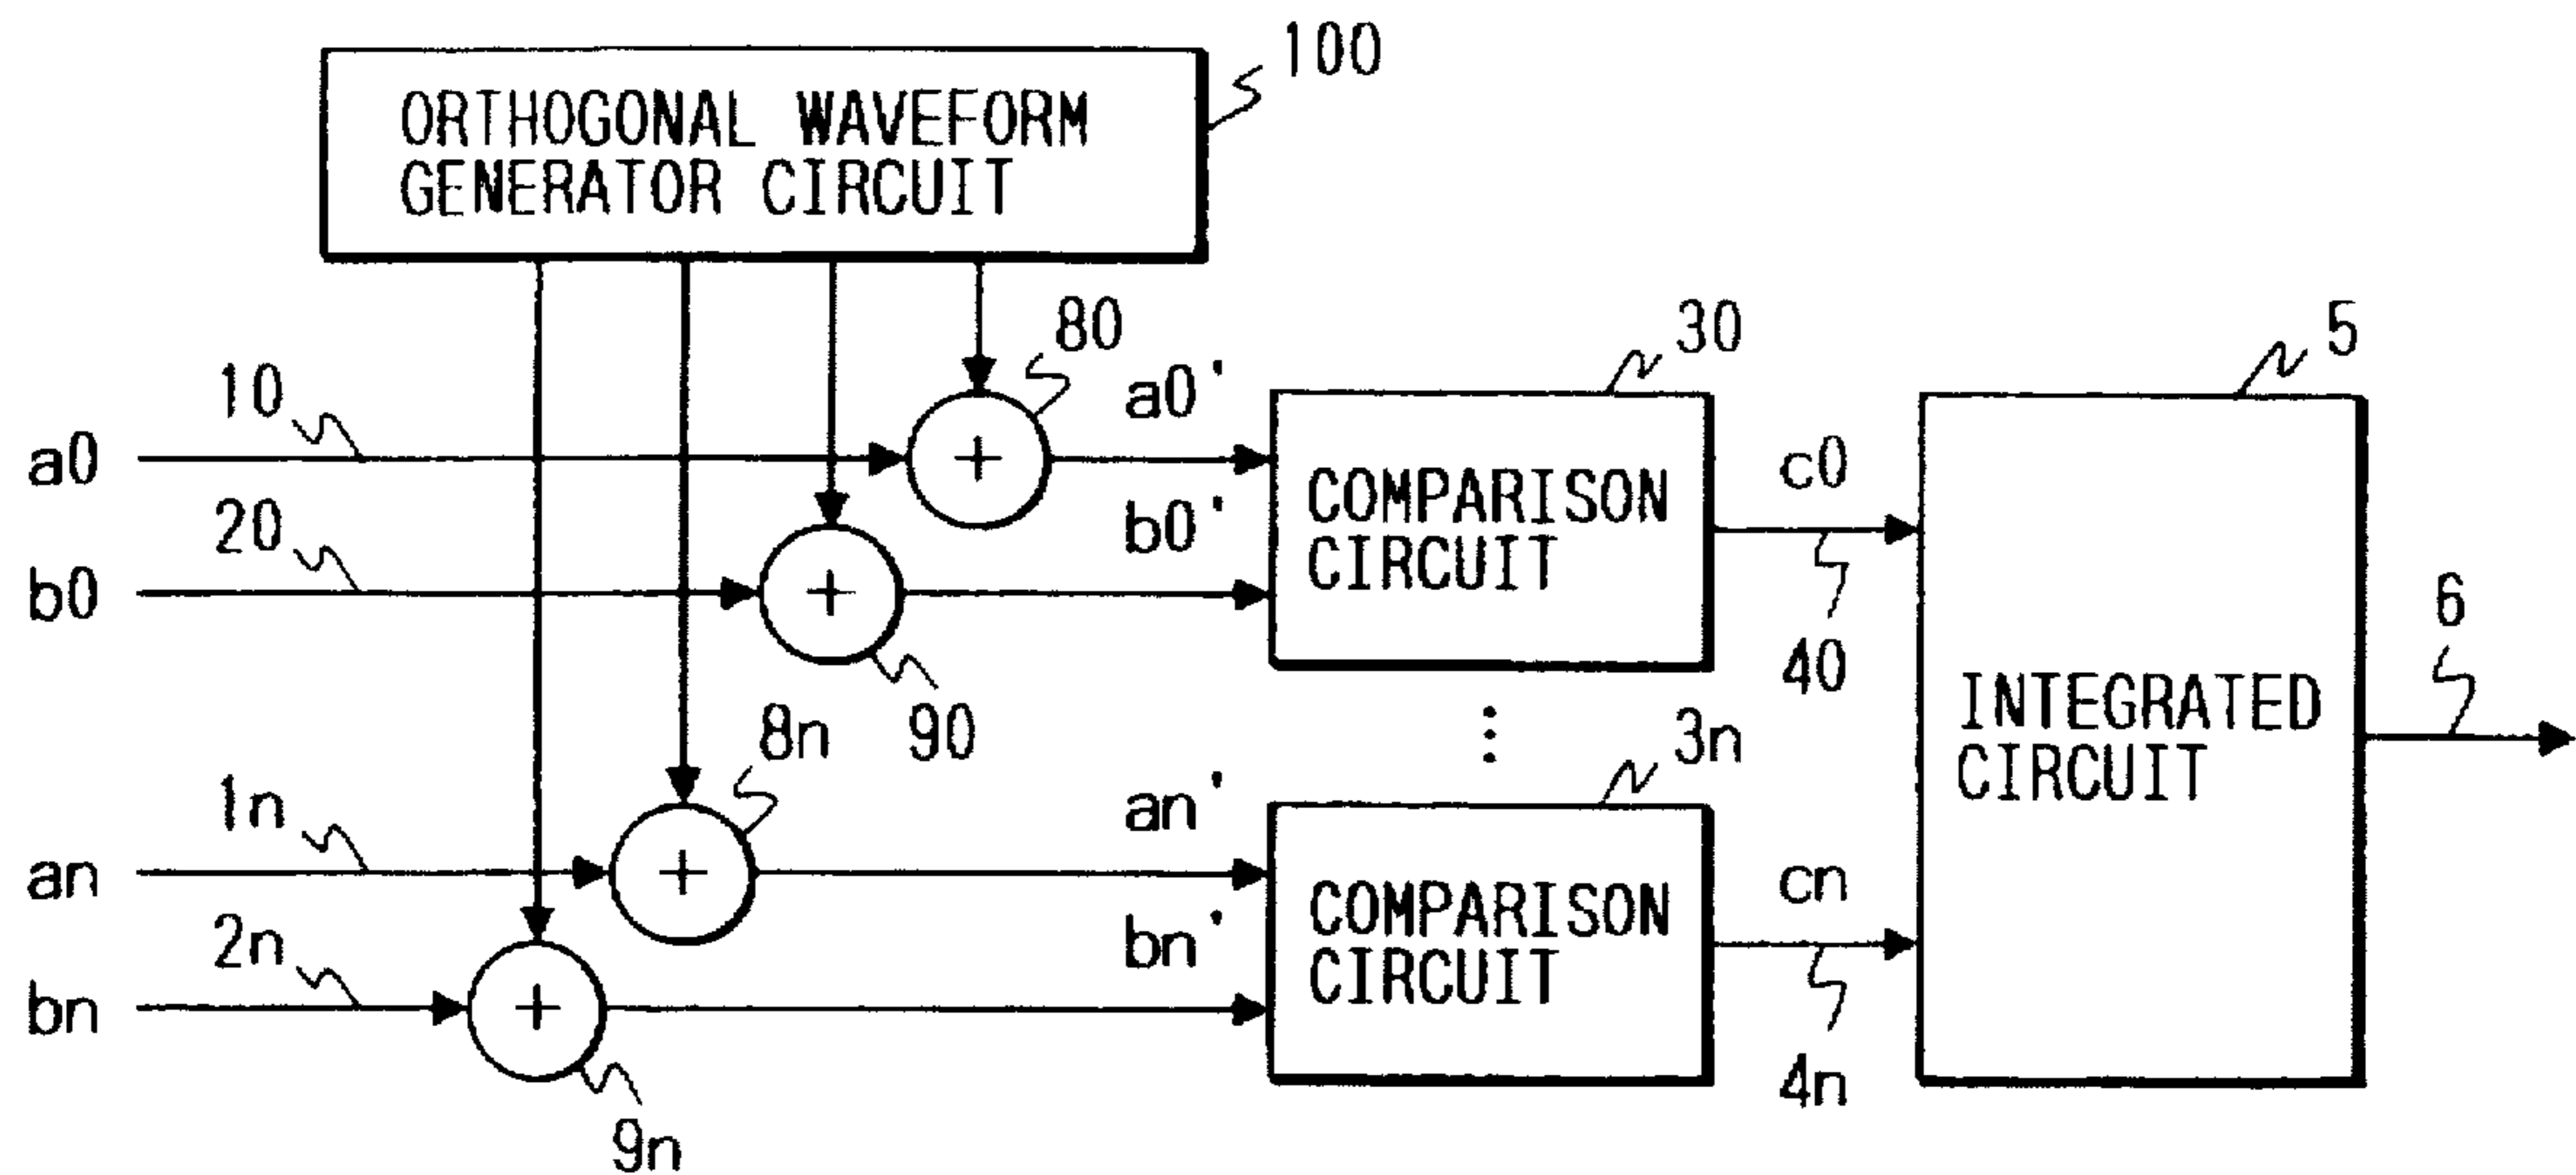 100
ORTHOGONAL WAVEFORM
GENERATOR CIRCUIT
80
30
5
10
a0
+
a0'
COMPARISON
CIRCUIT
c0
20
b0
+
b0'
40
6
90
INTEGRATED
CIRCUIT
8n
3n
1n
an
+
an'
COMPARISON
CIRCUIT
cn
2n
bn
+
bn'
4n
9n